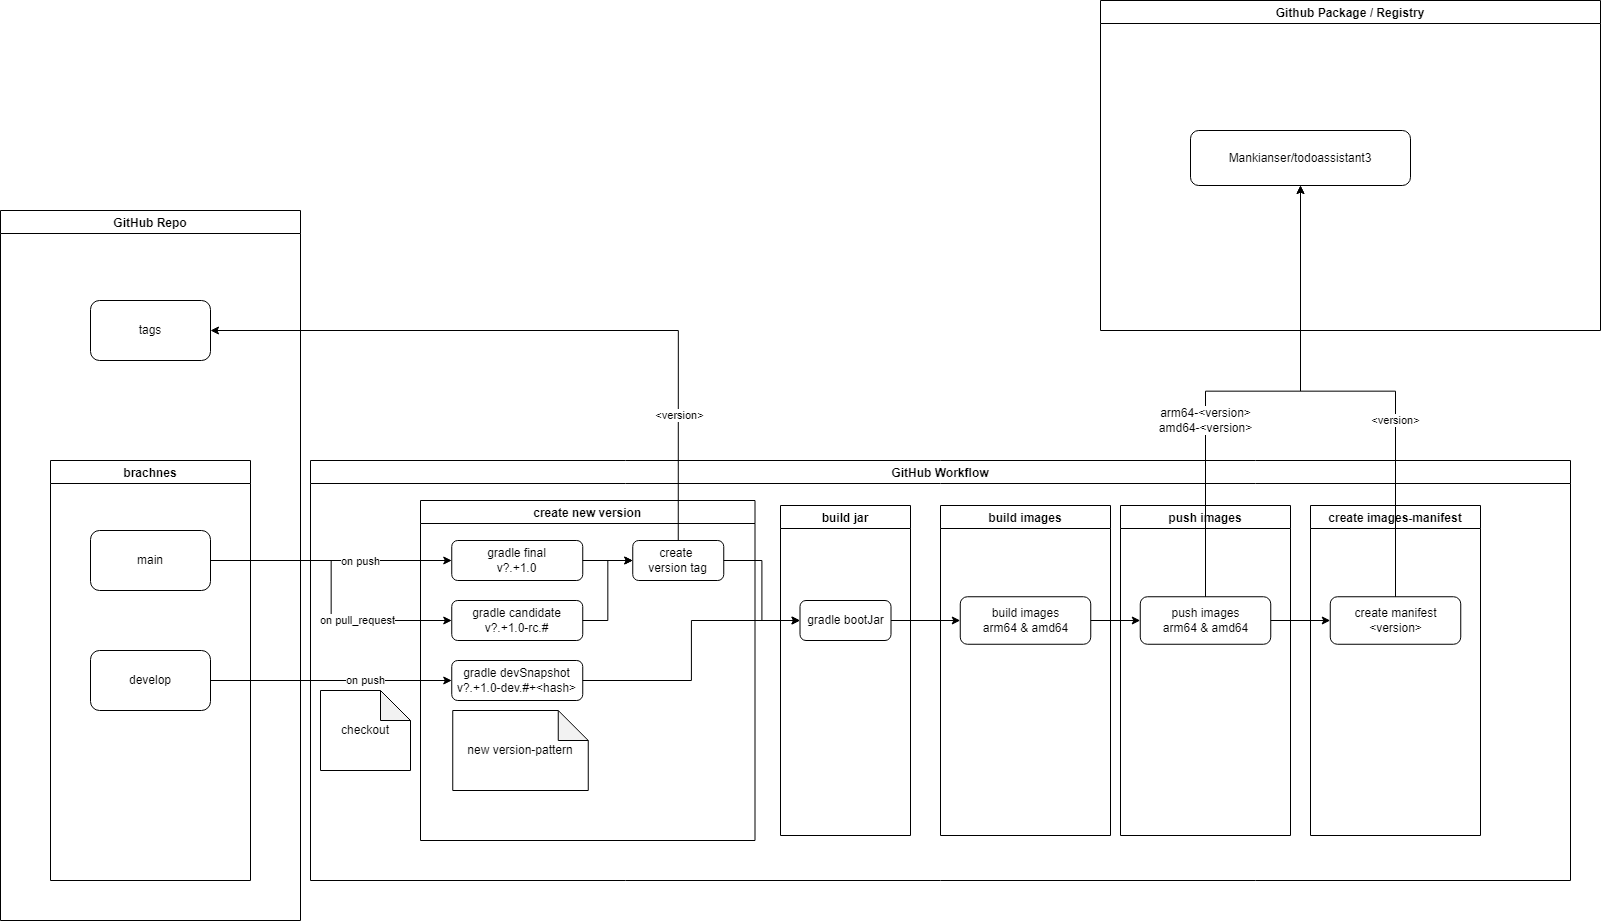 Github Package / Registry
Mankianser/todoassistant3
GitHub Repo
tags
<version>
arm64-<version>
amd64-<version>
<version>
brachnes
main
develop
GitHub Workflow
on push
on pull_request
on push
checkout
create new version
gradle final
v?.+1.0
gradle candidate
v?.+1.0-rc.#
gradle devSnapshot
v?.+1.0-dev.#+<hash>
new version-pattern
create
version tag
build jar
gradle bootJar
build images
build images
arm64 & amd64
push images
push images
arm64 & amd64
create images-manifest
create manifest
<version>